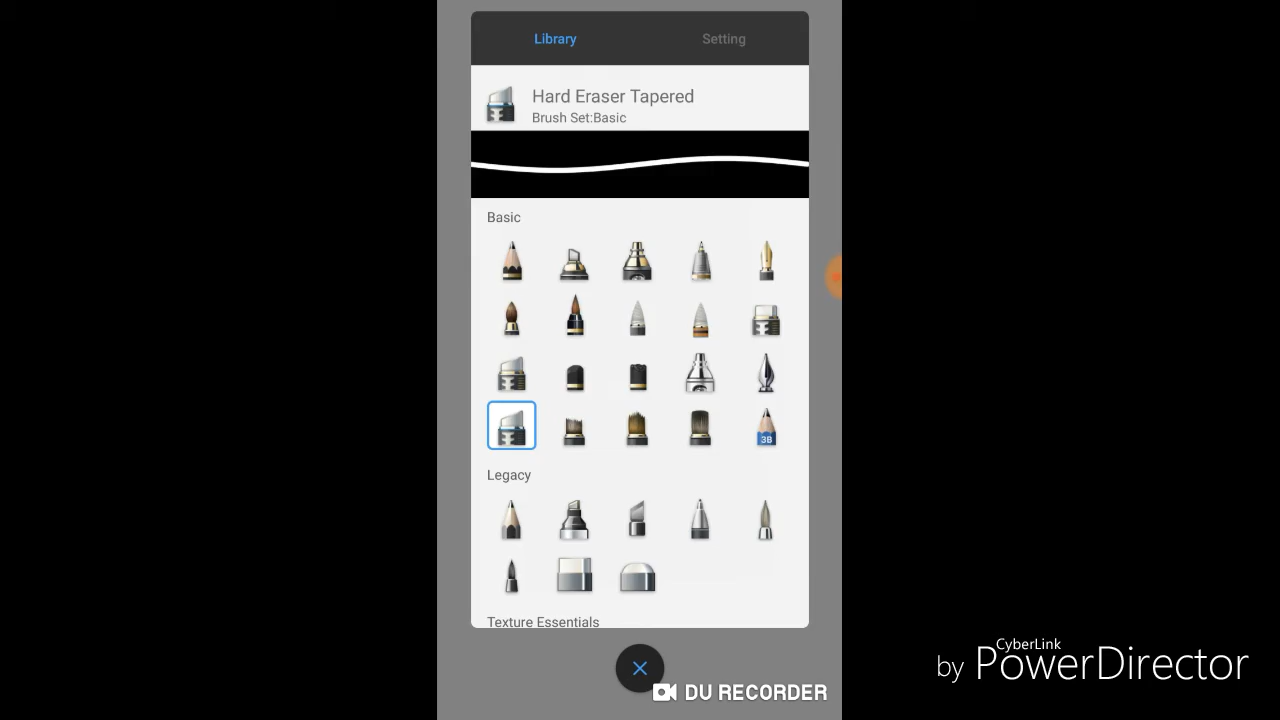 Library
Setting
Hard Eraser Tapered
Brush Set:Basic
Basic
3B
Legacy
Texture Essentials
DU RECORDER
CyberLink
by PowerDirector